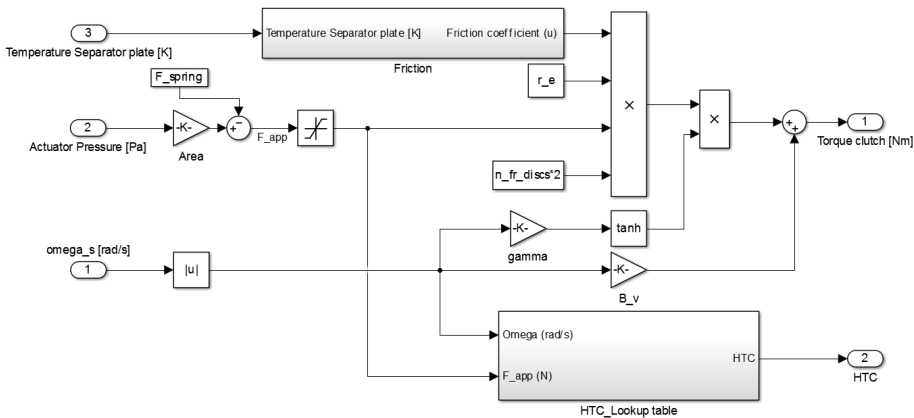 3
Temperature Separator plate [K]
Temperature Separator plate [K]
Friction coefficient (u)
Friction
F_spring
r_e
2
Actuator Pressure [Pa]
-K-
Area
+
−
F_app
×
×
+
+
1
Torque clutch [Nm]
n_fr_discs*2
omega_s [rad/s]
1
|u|
-K-
gamma
tanh
-K-
B_v
Omega (rad/s)
F_app (N)
HTC
HTC_Lookup table
2
HTC